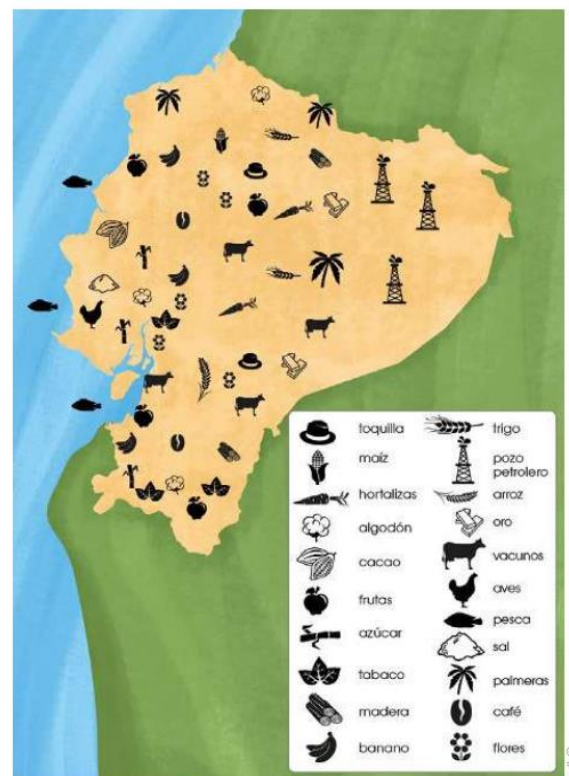 toquilla
trigo
maíz
pozo
petrolero
hortalizas
arroz
algodón
oro
cacao
vacunos
frutas
aves
pesca
azúcar
sal
tabaco
palmeras
madera
café
banano
flores